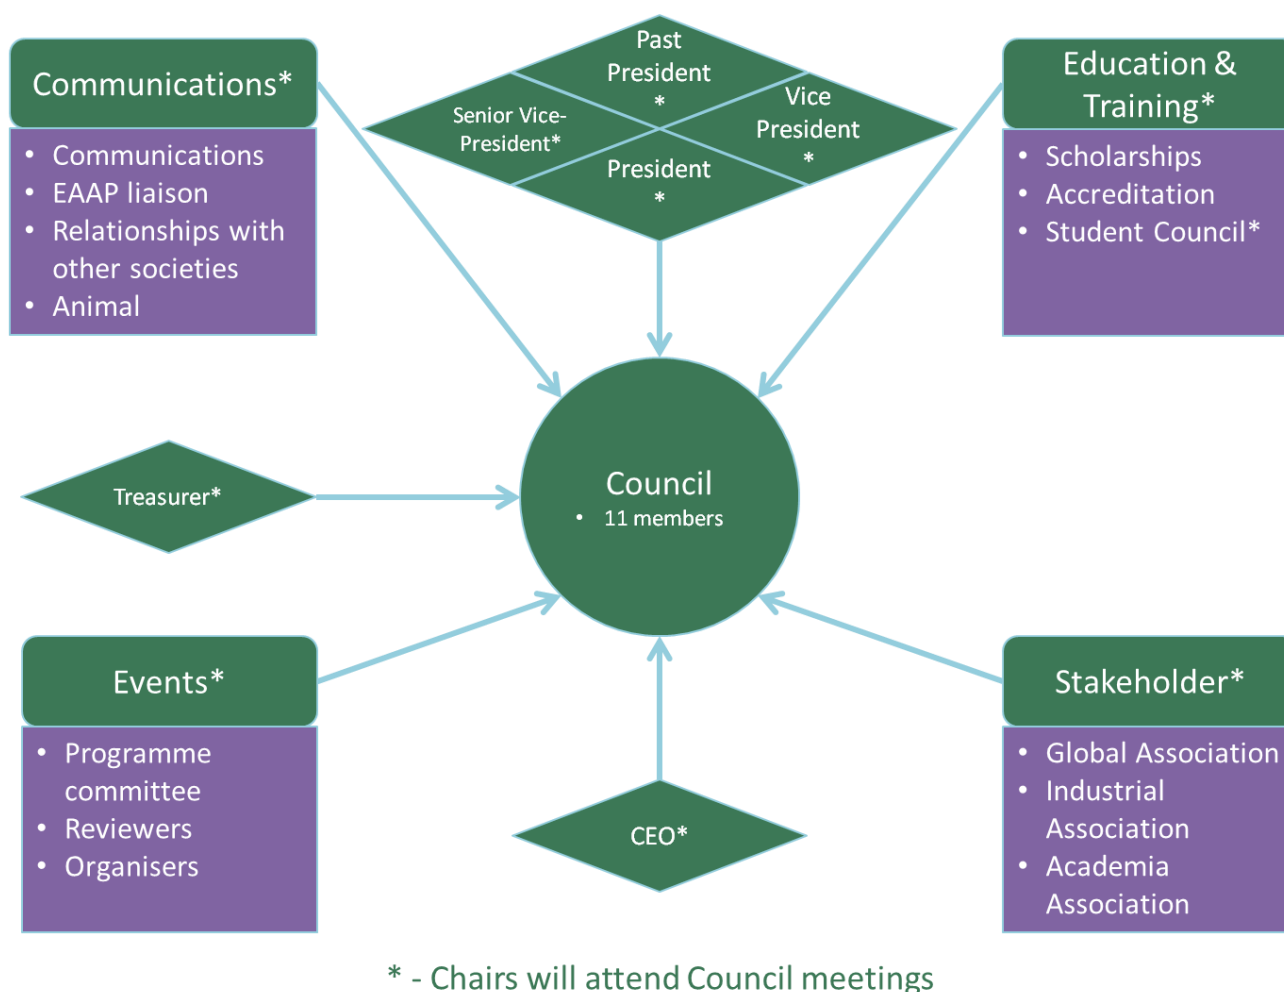 Communications*
• Communications
• EAAP liaison
• Relationships with
other societies
• Animal
Past
President
*
Senior Vice-
President*
Vice
President
*
President
*
Education &
Training*
• Scholarships
• Accreditation
• Student Council*
Treasurer*
Council
• 11 members
Events*
• Programme
committee
• Reviewers
• Organisers
CEO*
Stakeholder*
• Global Association
• Industrial
Association
• Academia
Association
* - Chairs will attend Council meetings